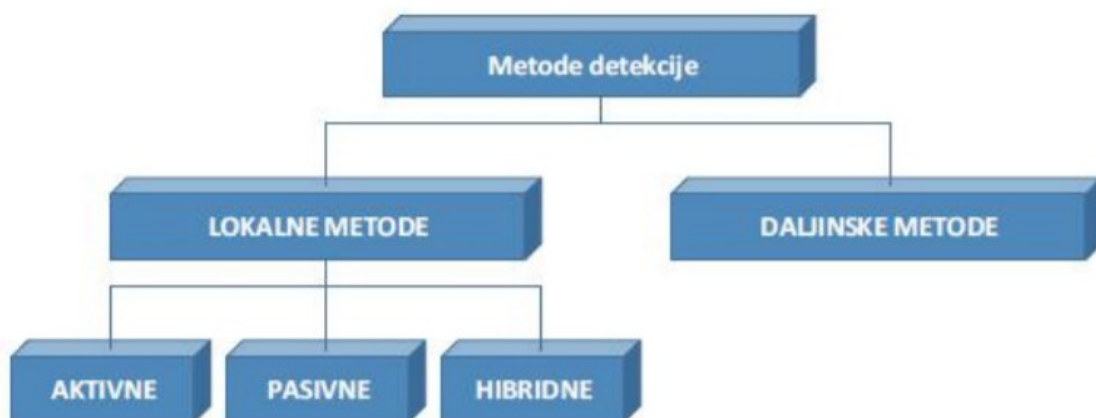 Metode detekcije
LOKALNE METODE
DALJINSKE METODE
AKTIVNE
PASIVNE
HIBRIDNE